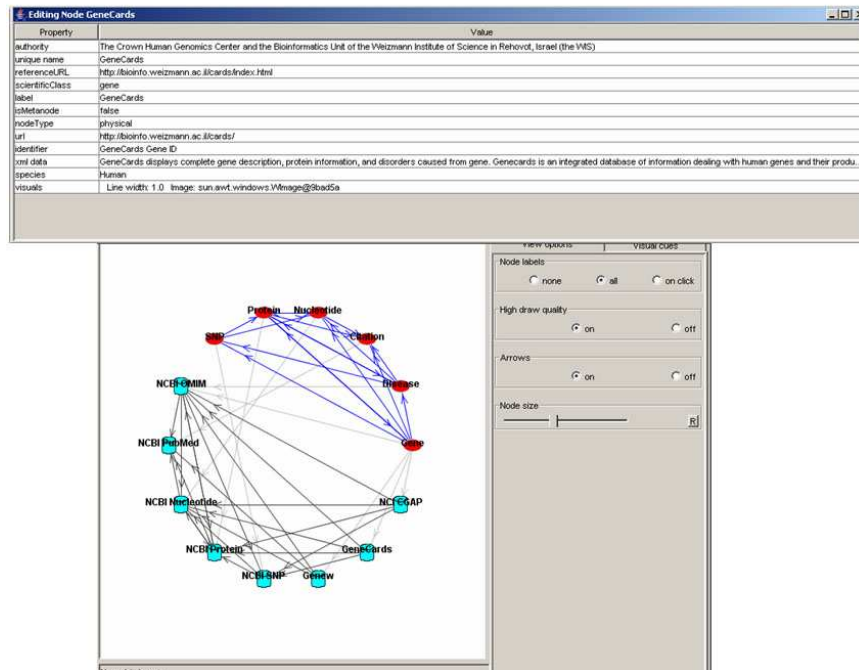 Editing Node GeneCards
Property Value
authority The Crown Human Genomics Center and the Bioinformatics Unit of the Weizmann Institute of Science in Rehovot, Israel (the WIS)
unique name GeneCards
referenceURL http://bioinfo.weizmann.ac.il/cards/index.html
scientificClass gene
label GeneCards
isMetanode false
nodeType physical
url http://bioinfo.weizmann.ac.il/cards/
identifier GeneCards Gene ID
xml data GeneCards displays complete gene description, protein information, and disorders caused from gene. Genecards is an integrated database of information dealing with human genes and their produ...
species Human
visuals Line width: 1.0 Image: sun.awt.windows.WImage@9bad5a
View options Visual cues
Node labels
none all on click
High draw quality
on off
Arrows
on off
Node size
R
Protein Nucleotide
SNP Citation
NCBI OMIM Disease
NCBI PubMed Gene
NCBI Nucleotide NCI CGAP
NCBI Protein GeneCards
NCBI SNP Genew